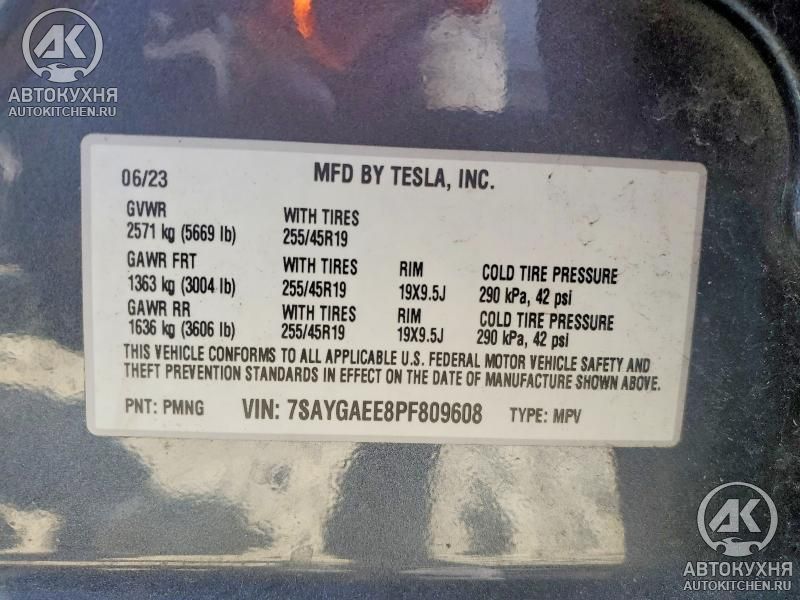 АК
АВТОКУХНЯ
AUTOKITCHEN.RU
06/23 MFD BY TESLA, INC.
GVWR WITH TIRES
2571 kg (5669 lb) 255/45R19
GAWR FRT WITH TIRES RIM COLD TIRE PRESSURE
1363 kg (3004 lb) 255/45R19 19X9.5J 290 kPa, 42 psi
GAWR RR WITH TIRES RIM COLD TIRE PRESSURE
1636 kg (3606 lb) 255/45R19 19X9.5J 290 kPa, 42 psi
THIS VEHICLE CONFORMS TO ALL APPLICABLE U.S. FEDERAL MOTOR VEHICLE SAFETY AND
THEFT PREVENTION STANDARDS IN EFFECT ON THE DATE OF MANUFACTURE SHOWN ABOVE.
PNT: PMNG VIN: 7SAYGAEE8PF809608 TYPE: MPV
АК
АВТОКУХНЯ
AUTOKITCHEN.RU